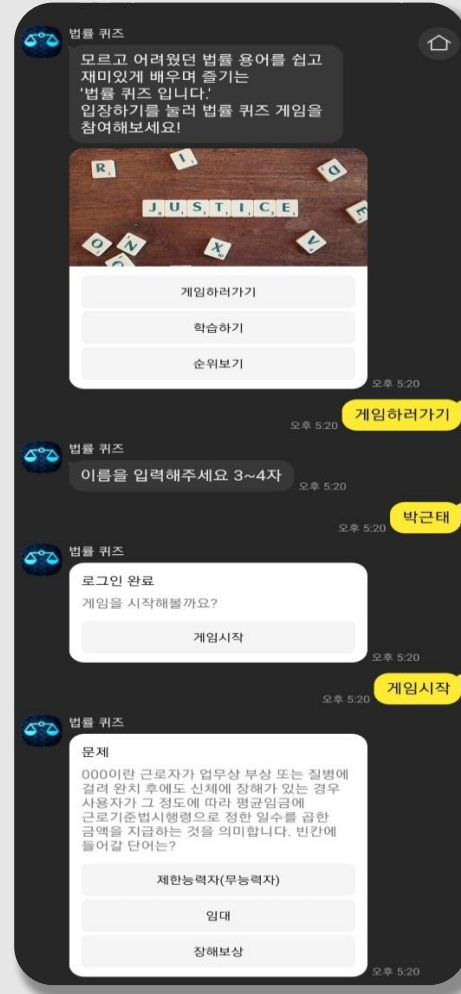 법률 퀴즈
모르고 어려웠던 법률 용어를 쉽고
재미있게 배우며 즐기는
'법률 퀴즈 입니다.'
입장하기를 눌러 법률 퀴즈 게임을
참여해보세요!
R I D
J U S T I C E
O N X V E
게임하러가기
학습하기
순위보기
오후 5:20
게임하러가기
오후 5:20
법률 퀴즈
이름을 입력해주세요 3~4자
오후 5:20
박근태
오후 5:20
법률 퀴즈
로그인 완료
게임을 시작해볼까요?
게임시작
오후 5:20
게임시작
오후 5:20
법률 퀴즈
문제
000이란 근로자가 업무상 부상 또는 질병에
걸려 완치 후에도 신체에 장해가 있는 경우
사용자가 그 정도에 따라 평균임금에
근로기준법시행령으로 정한 일수를 곱한
금액을 지급하는 것을 의미합니다. 빈칸에
들어갈 단어는?
제한능력자(무능력자)
임대
장해보상
오후 5:20